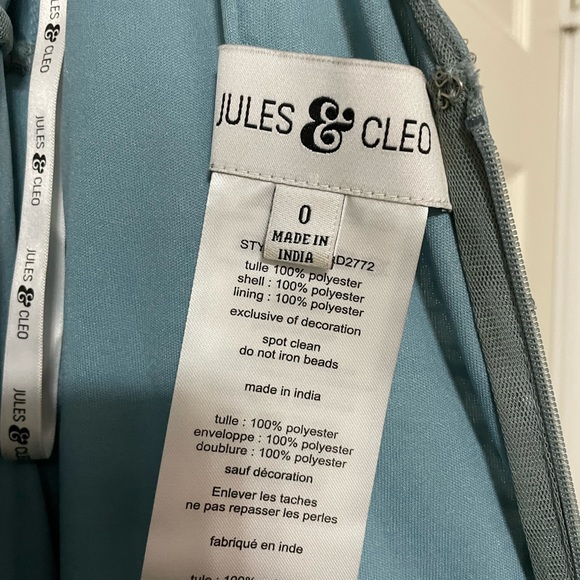 JULES & CLEO
JULES & CLEO
JULES & CLEO
JULES & CLEO
JULES & CLEO
0
MADE IN
INDIA
D2772
tulle 100% polyester
shell : 100% polyester
lining : 100% polyester
exclusive of decoration
spot clean
do not iron beads
made in india
tulle : 100% polyester
enveloppe : 100% polyester
doublure : 100% polyester
sauf décoration
Enlever les taches
ne pas repasser les perles
fabriqué en inde